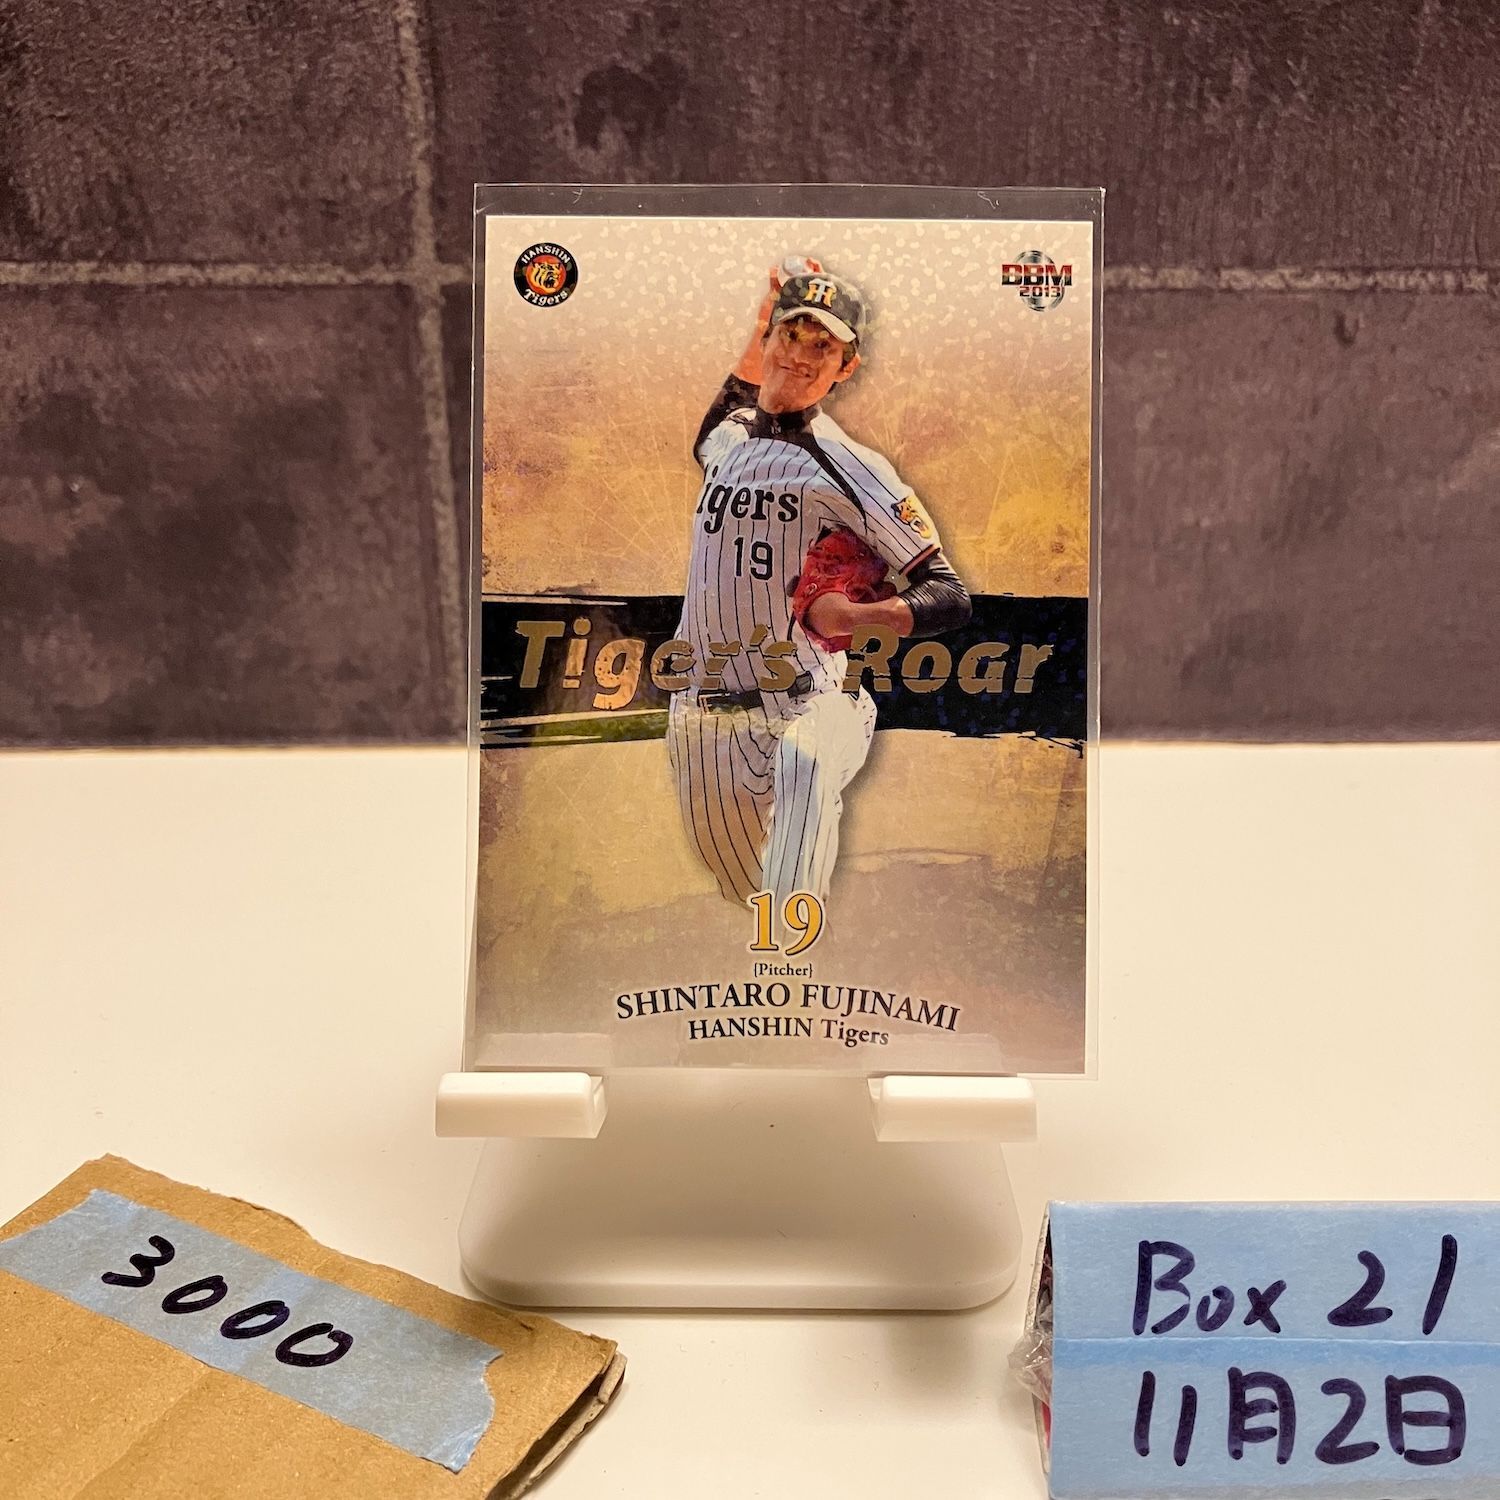 HANSHIN
Tigers
BBM
2013
TH
Tigers
19
Tiger's Roar
19
{Pitcher}
SHINTARO FUJINAMI
HANSHIN Tigers
3000
Box 21
11月2日